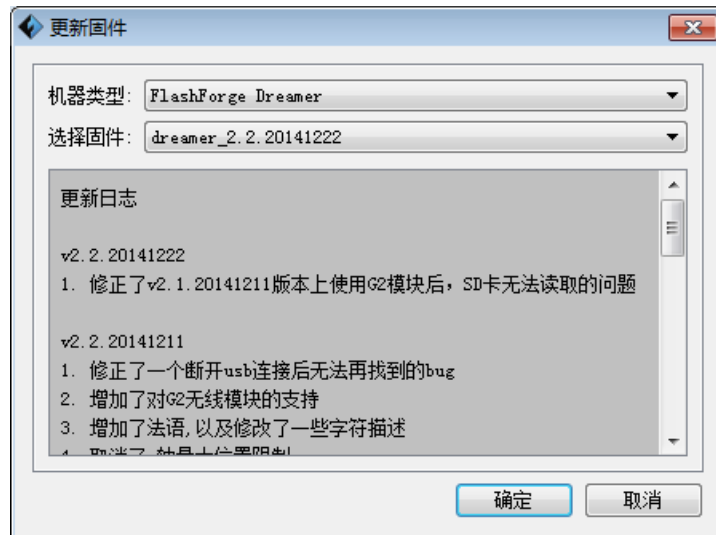 更新固件
机器类型: FlashForge Dreamer
选择固件: dreamer_2.2.20141222
更新日志
v2.2.20141222
1. 修正了v2.1.20141211版本上使用G2模块后，SD卡无法读取的问题
v2.2.20141211
1. 修正了一个断开usb连接后无法再找到的bug
2. 增加了对G2无线模块的支持
3. 增加了法语,以及修改了一些字符描述
确定
取消